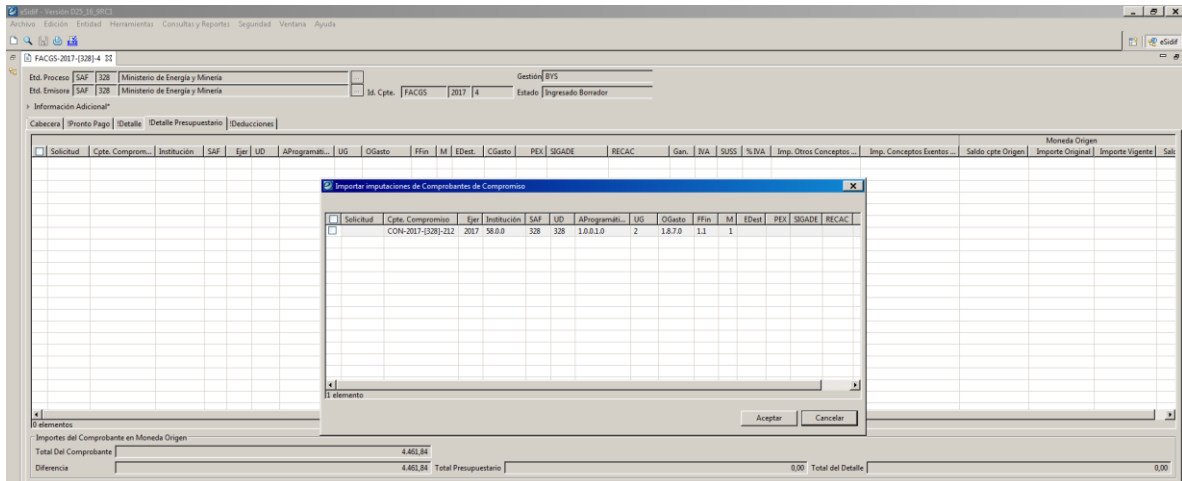 eSidif - Versión D25_16_BRC1
Archivo Edición Entidad Herramientas Consultas y Reportes Seguridad Ventana Ayuda
eSidif
FACGS-2017-[328]-4
Etd. Proceso SAF 328 Ministerio de Energía y Minería ... Gestión BYS
Etd. Emisora SAF 328 Ministerio de Energía y Minería ... Id. Cpte. FACGS 2017 4 Estado Ingresado Borrador
Información Adicional*
Cabecera !Pronto Pago !Detalle !Detalle Presupuestario !Deducciones
Moneda Origen
Solicitud Cpte. Comprom... Institución SAF Ejer UD AProgramáti... UG OGasto FFin M EDest. CGasto PEX SIGADE RECAC Gan. IVA SUSS % IVA Imp. Otros Conceptos ... Imp. Conceptos Exentos ... Saldo cpte Origen Importe Original Importe Vigente Salc
Importar imputaciones de Comprobantes de Compromiso
Solicitud Cpte. Compromiso Ejer Institución SAF UD AProgramáti... UG OGasto FFin M EDest PEX SIGADE RECAC
CON-2017-[328]-212 2017 58.0.0 328 328 1.0.0.1.0 2 1.8.7.0 1.1 1
1 elemento
Aceptar Cancelar
0 elementos
Importes del Comprobante en Moneda Origen
Total Del Comprobante 4.461,84
Diferencia 4.461,84 Total Presupuestario 0,00 Total del Detalle 0,00